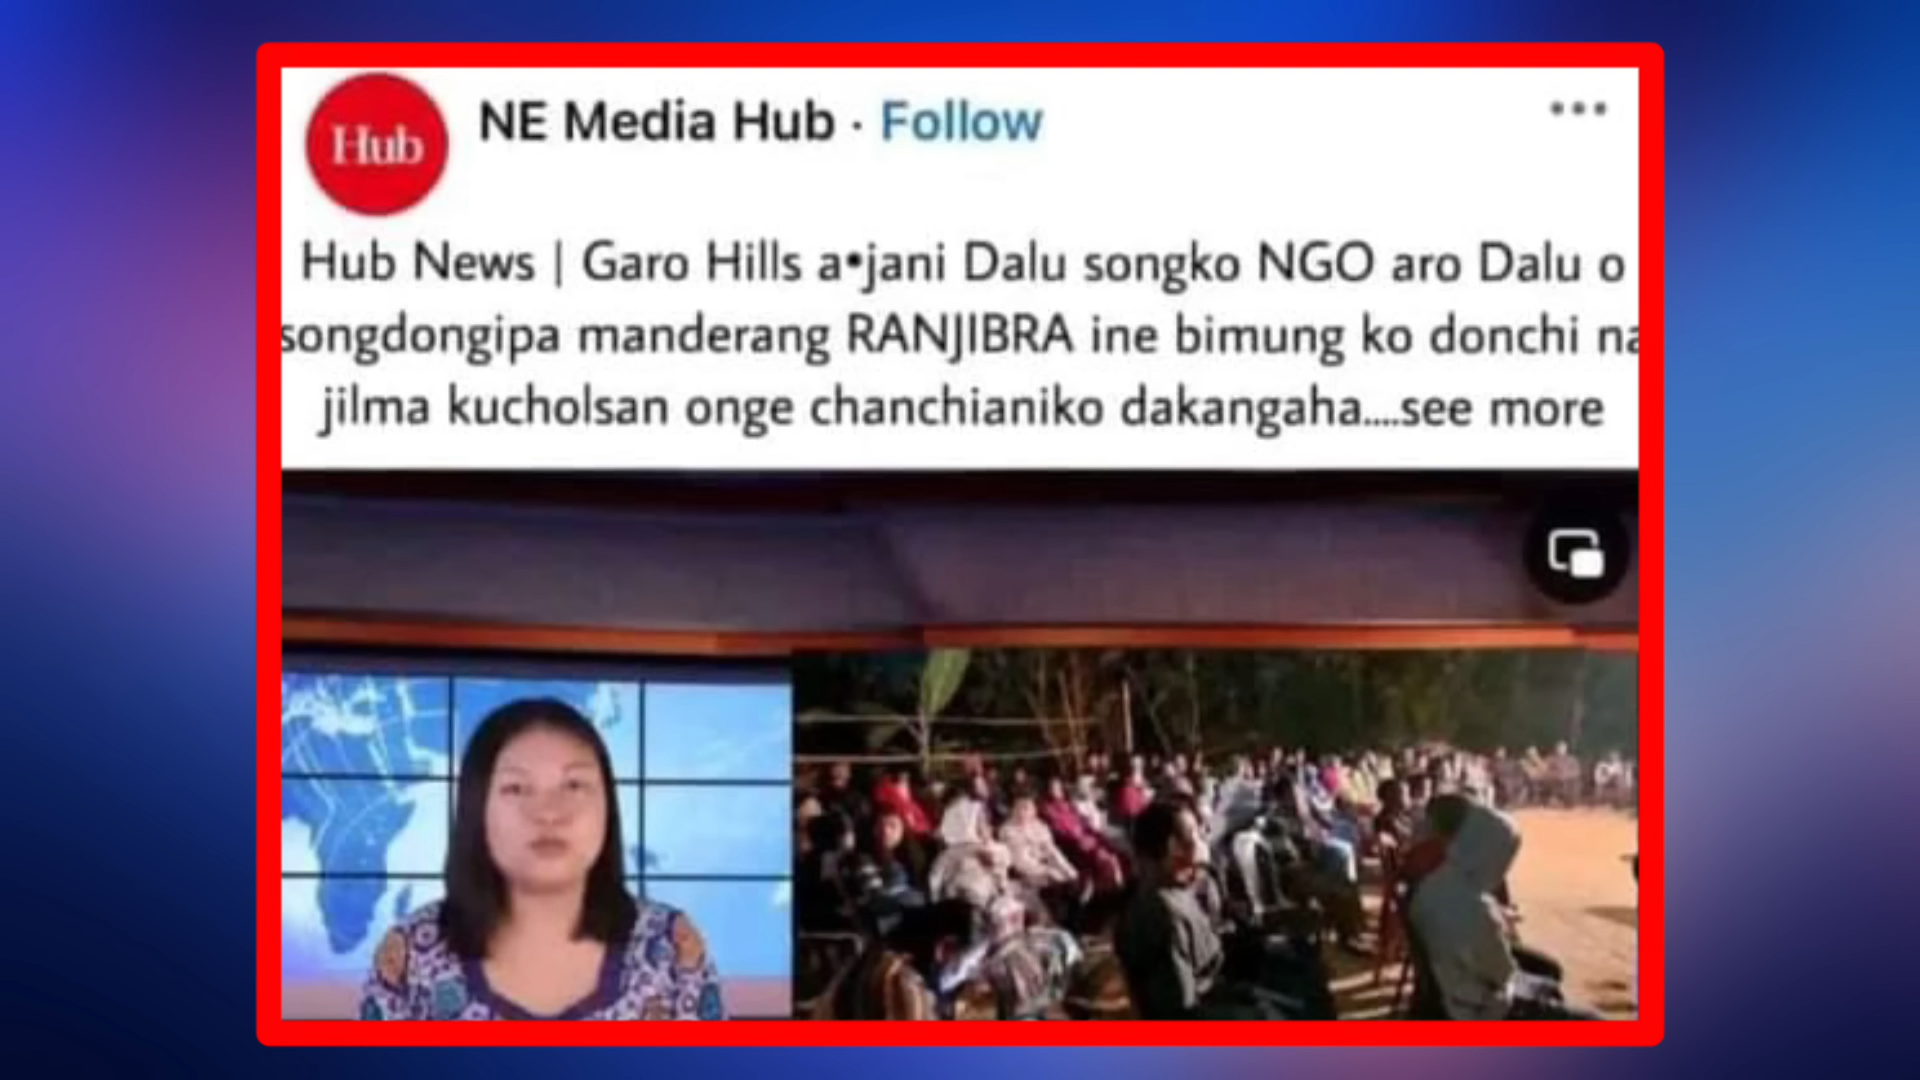 Hub
NE Media Hub · Follow
Hub News | Garo Hills a•jani Dalu songko NGO aro Dalu o
songdongipa manderang RANJIBRA ine bimung ko donchi na
jilma kucholsan onge chanchianiko dakangaha....see more